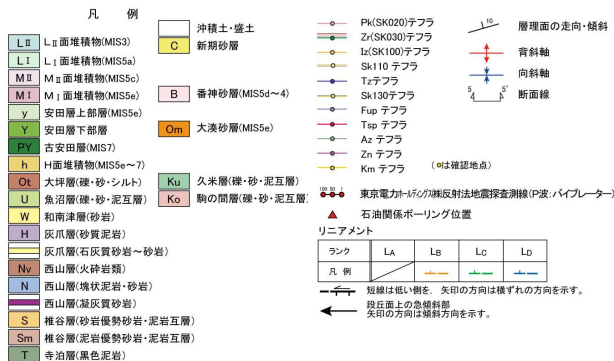 凡 例
LⅡ LⅡ面堆積物(MIS3)
LⅠ LⅠ面堆積物(MIS5a)
MⅡ MⅡ面堆積物(MIS5c)
MⅠ MⅠ面堆積物(MIS5e)
y 安田層上部層(MIS5e)
Y 安田層下部層
PY 古安田層(MIS7)
h H面堆積物(MIS5e~7)
Ot 大坪層(礫・砂・シルト)
U 魚沼層(礫・砂・泥互層)
W 和南津層(砂岩)
H 灰爪層(塊状泥岩)
灰爪層(石灰質砂岩~砂岩)
Nv 西山層(火砕岩類)
N 西山層(塊状泥岩・砂岩)
西山層(凝灰質砂岩)
S 椎谷層(砂岩優勢砂岩・泥岩互層)
Sm 椎谷層(泥岩優勢砂岩・泥岩互層)
T 寺泊層(黒色泥岩)
沖積土・盛土
C 新期砂層
B 番神砂層(MIS5d~4)
Om 大湊砂層(MIS5e)
Ku 久米層(礫・砂・泥互層)
Ko 駒の間層(礫・砂・泥互層)
Pk(SK020)テフラ
Zr(SK030)テフラ
Iz(SK100)テフラ
Sk110 テフラ
Tzテフラ
Sk130テフラ
Fup テフラ
Tsp テフラ
Az テフラ
Zn テフラ
Km テフラ (●は確認地点)
10 層理面の走向・傾斜
背斜軸
向斜軸
5 5' 断面線
100 50 1 東京電力ホールディングス㈱反射法地震探査測線(P波:バイブレーター)
石油関係ボーリング位置
リニアメント
ランク LA LB LC LD
凡 例
短線は低い側を、矢印の方向は横ずれの方向を示す。
段丘面上の急傾斜部
矢印の方向は傾斜方向を示す。